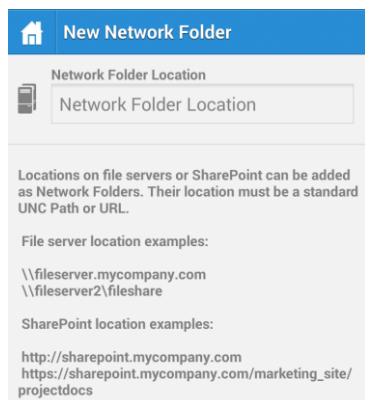 New Network Folder
Network Folder Location
Network Folder Location
Locations on file servers or SharePoint can be added
as Network Folders. Their location must be a standard
UNC Path or URL.
File server location examples:
\\fileserver.mycompany.com
\\fileserver2\fileshare
SharePoint location examples:
http://sharepoint.mycompany.com
https://sharepoint.mycompany.com/marketing_site/
projectdocs